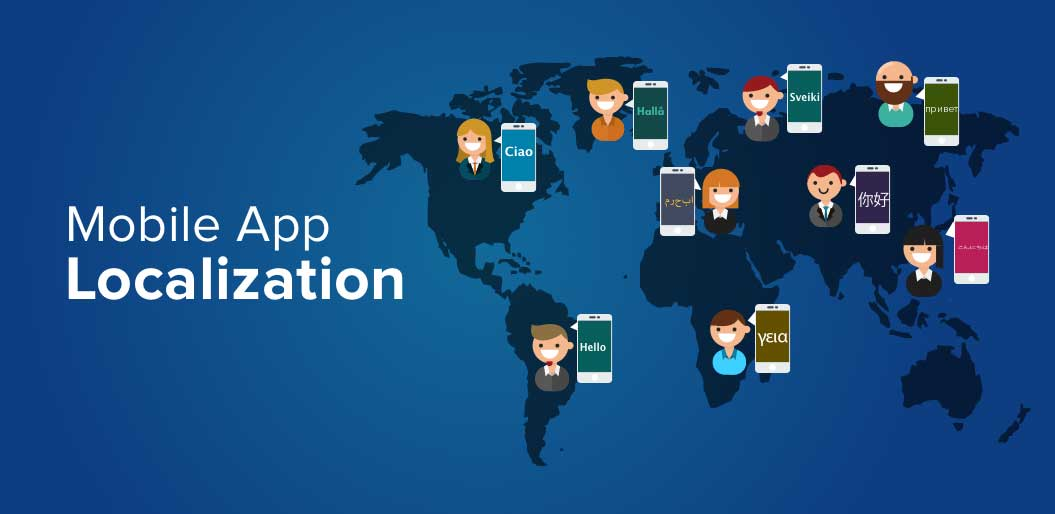 Mobile App
Localization
Ciao
Hallå
Sveiki
привет
你好
Hello
γεια